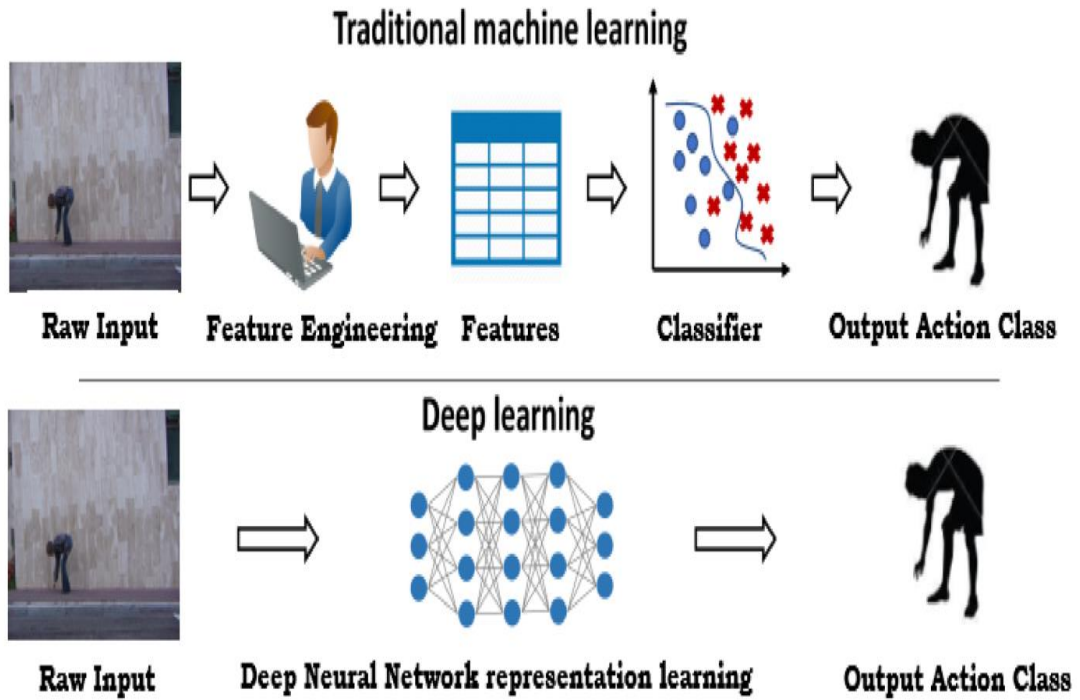 Traditional machine learning
Raw Input
Feature Engineering
Features
Classifier
Output Action Class
Deep learning
Raw Input
Deep Neural Network representation learning
Output Action Class